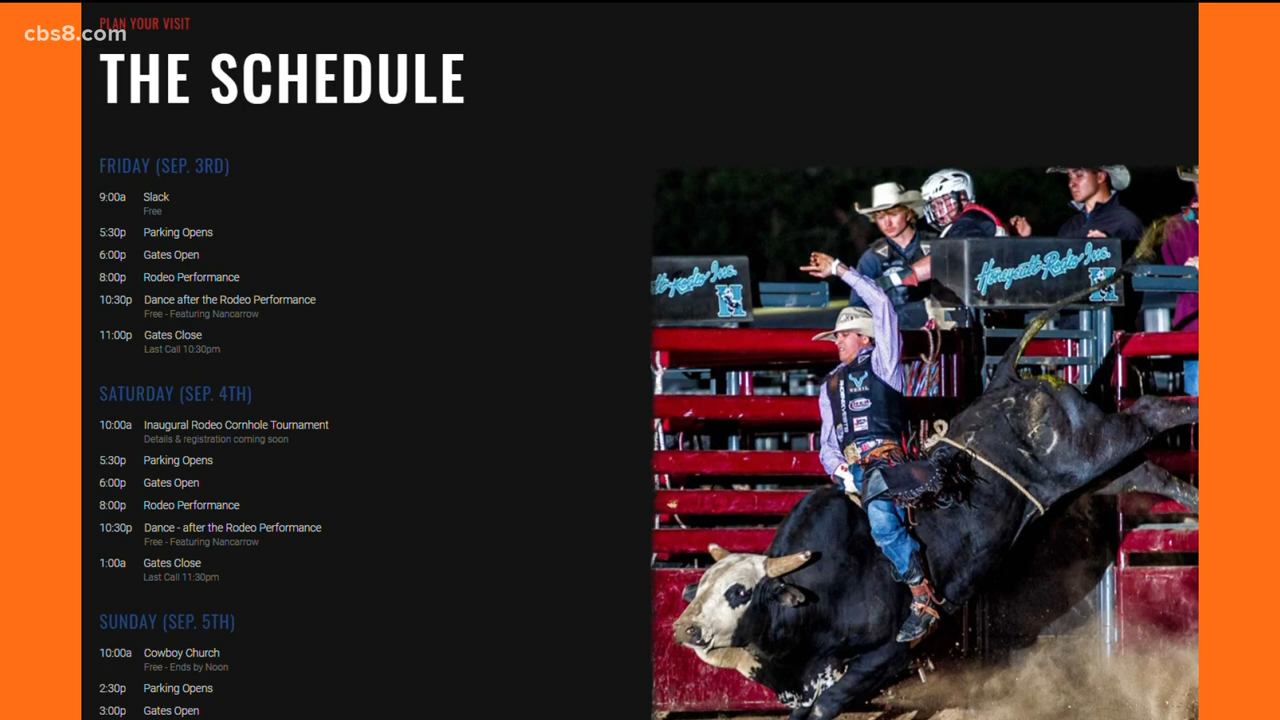 PLAN YOUR VISIT
cbs8.com
THE SCHEDULE
FRIDAY (SEP. 3RD)
9:00a Slack
Free
5:30p Parking Opens
6:00p Gates Open
8:00p Rodeo Performance
10:30p Dance after the Rodeo Performance
Free - Featuring Nancarrow
11:00p Gates Close
Last Call 10:30pm
SATURDAY (SEP. 4TH)
10:00a Inaugural Rodeo Cornhole Tournament
Details & registration coming soon
5:30p Parking Opens
6:00p Gates Open
8:00p Rodeo Performance
10:30p Dance - after the Rodeo Performance
Free - Featuring Nancarrow
1:00a Gates Close
Last Call 11:30pm
SUNDAY (SEP. 5TH)
10:00a Cowboy Church
Free - Ends by Noon
2:30p Parking Opens
3:00p Gates Open
Rodeo Inc.
H
Honeycutt Rodeo Inc.
H